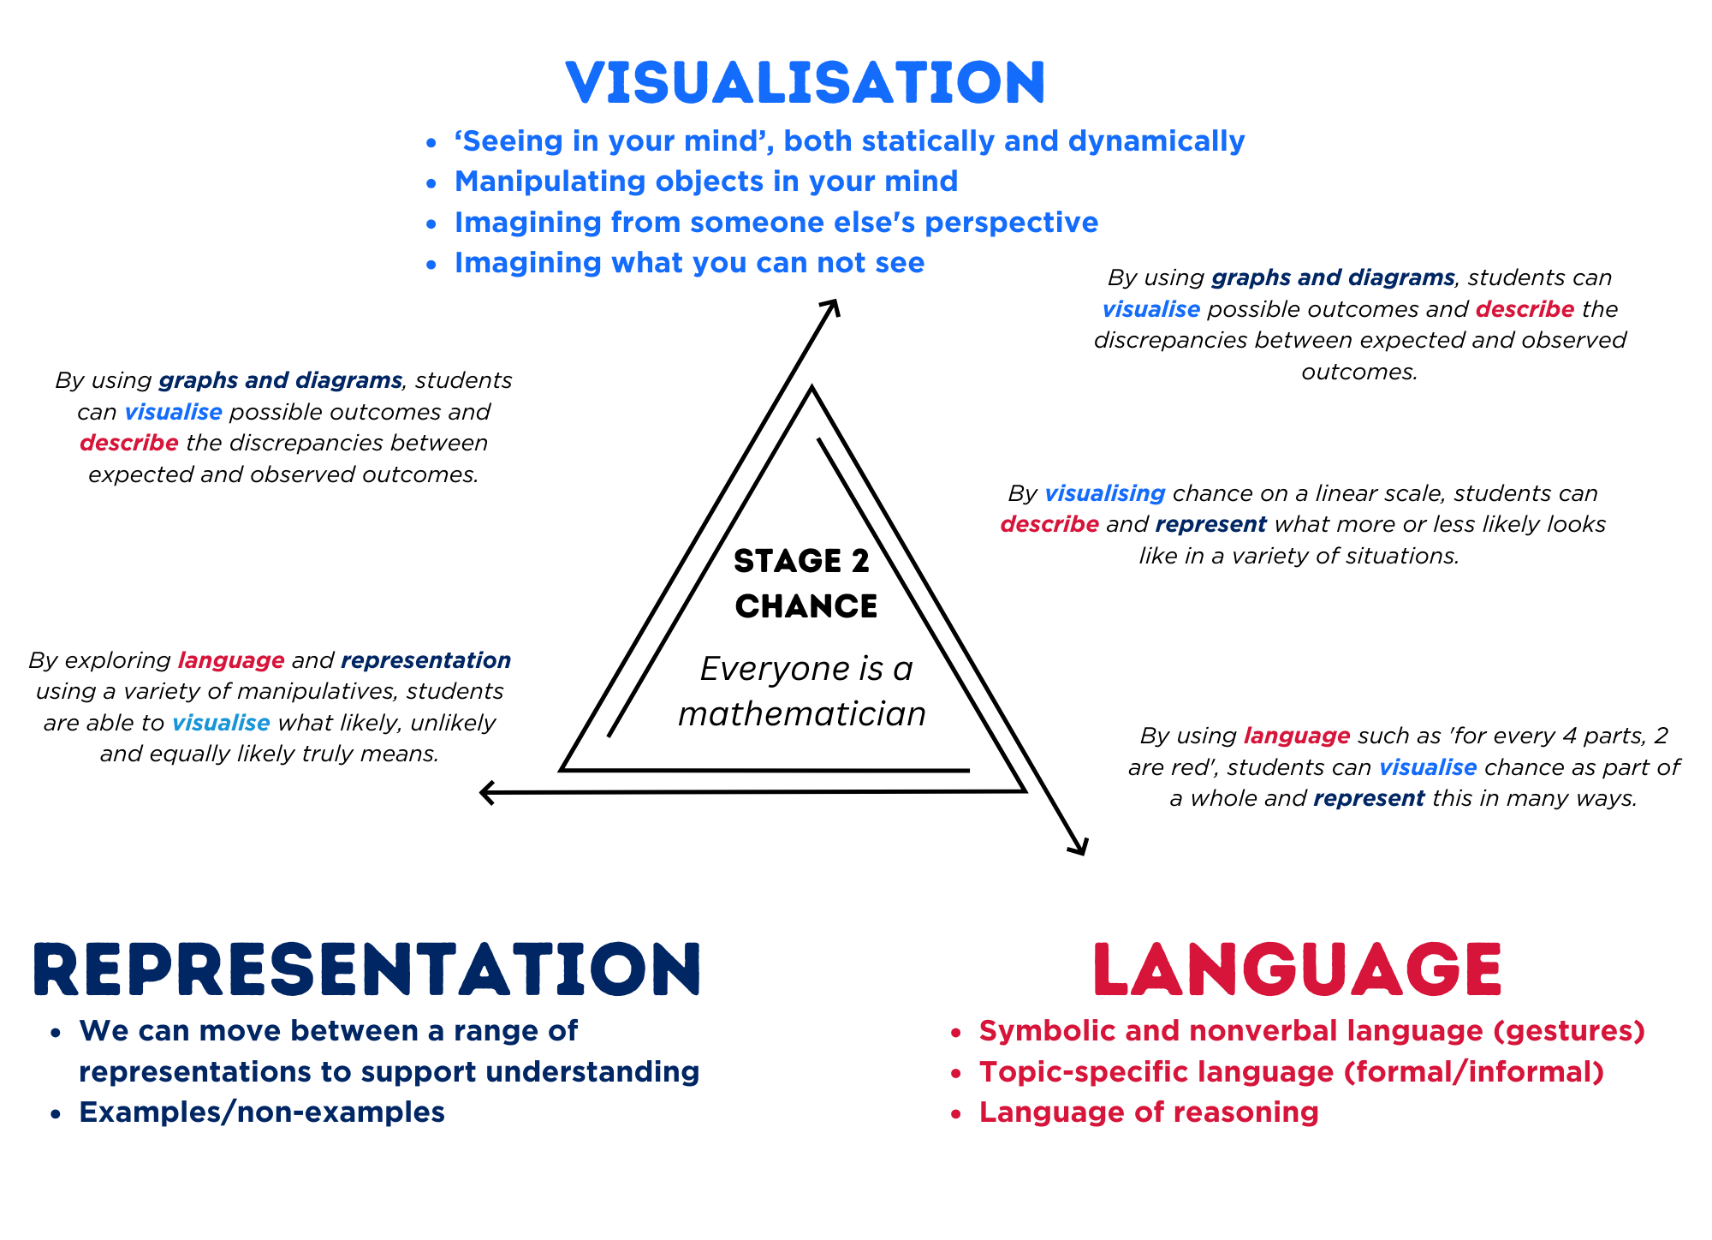 VISUALISATION
• ‘Seeing in your mind’, both statically and dynamically
• Manipulating objects in your mind
• Imagining from someone else's perspective
• Imagining what you can not see
By using graphs and diagrams, students can
visualise possible outcomes and describe the
discrepancies between expected and observed
outcomes.
By using graphs and diagrams, students
can visualise possible outcomes and
describe the discrepancies between
expected and observed outcomes.
By visualising chance on a linear scale, students can
describe and represent what more or less likely looks
like in a variety of situations.
STAGE 2
CHANCE
Everyone is a
mathematician
By exploring language and representation
using a variety of manipulatives, students
are able to visualise what likely, unlikely
and equally likely truly means.
By using language such as 'for every 4 parts, 2
are red', students can visualise chance as part of
a whole and represent this in many ways.
REPRESENTATION
• We can move between a range of
representations to support understanding
• Examples/non-examples
LANGUAGE
• Symbolic and nonverbal language (gestures)
• Topic-specific language (formal/informal)
• Language of reasoning